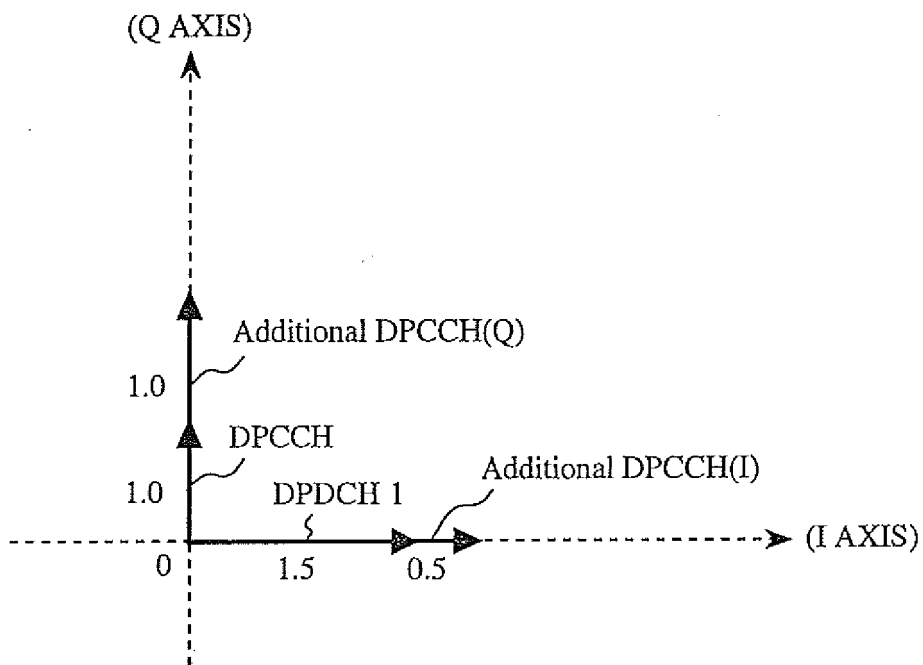 (Q AXIS)
Additional DPCCH(Q)
1.0
DPCCH
1.0
DPDCH 1
Additional DPCCH(I)
0
1.5
0.5
(I AXIS)